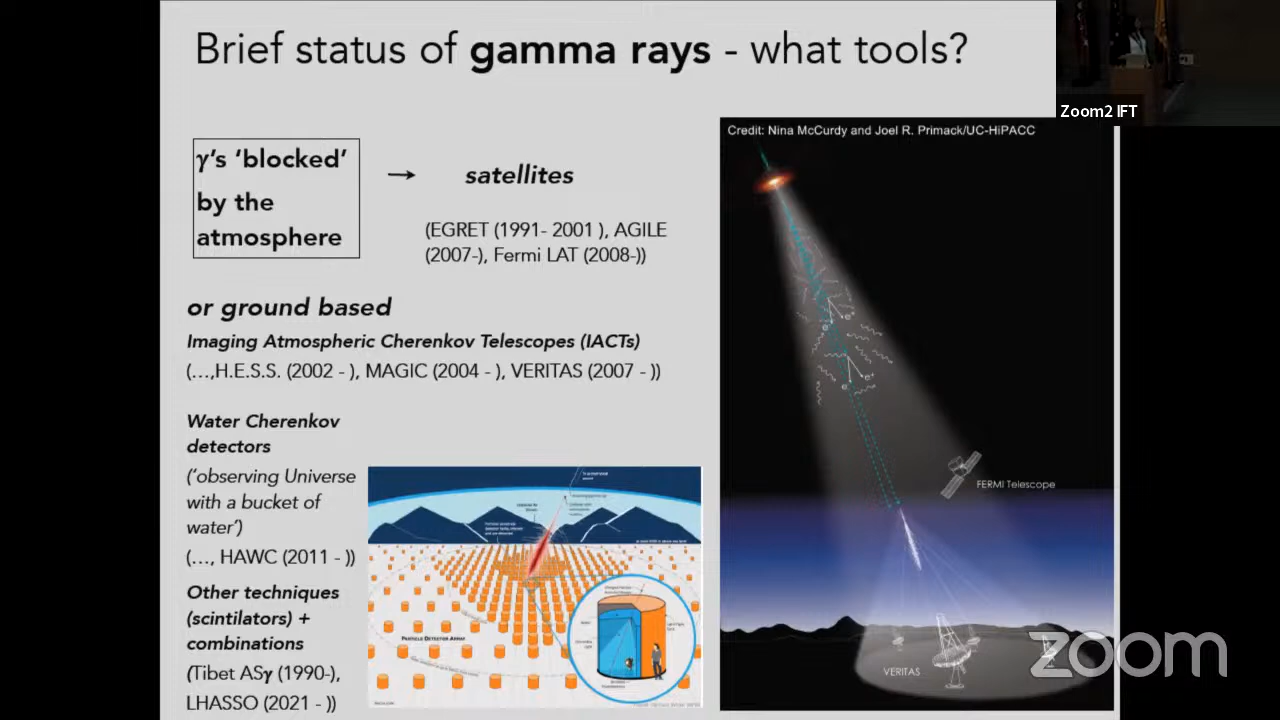 Brief status of gamma rays - what tools?
Zoom2 IFT
Credit: Nina McCurdy and Joel R. Primack/UC-HiPACC
γ's 'blocked'
by the
atmosphere
→ satellites
(EGRET (1991- 2001 ), AGILE
(2007-), Fermi LAT (2008-))
or ground based
Imaging Atmospheric Cherenkov Telescopes (IACTs)
(...,H.E.S.S. (2002 - ), MAGIC (2004 - ), VERITAS (2007 - ))
Water Cherenkov
detectors
('observing Universe
with a bucket of
water')
(..., HAWC (2011 - ))
Other techniques
(scintilators) +
combinations
(Tibet ASγ (1990-),
LHASSO (2021 - ))
PARTICLE DETECTOR ARRAY
e-
e+
e-
e+
FERMI Telescope
VERITAS
zoom